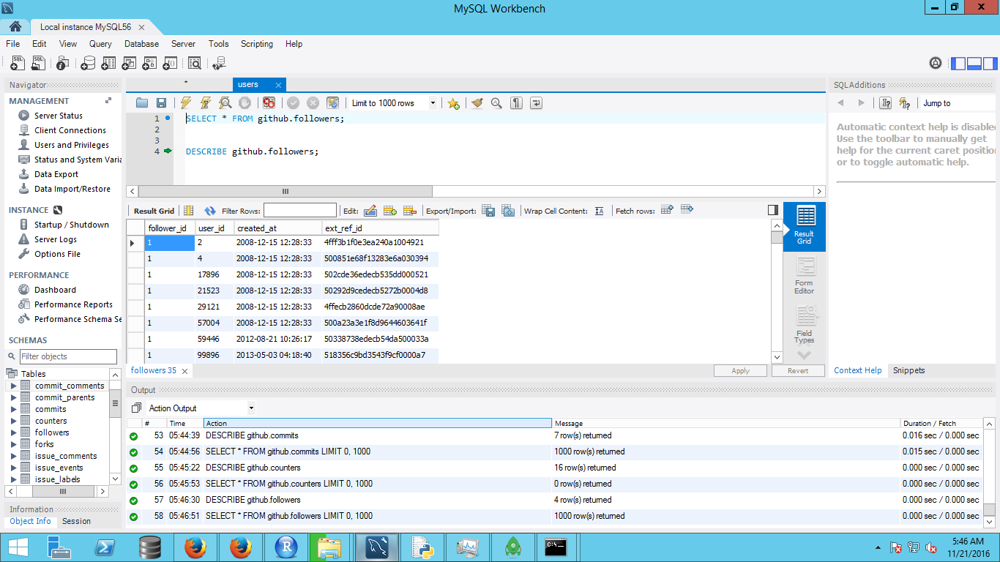 MySQL Workbench
Local instance MySQL56
File Edit View Query Database Server Tools Scripting Help
Navigator
MANAGEMENT
Server Status
Client Connections
Users and Privileges
Status and System Varia
Data Export
Data Import/Restore
INSTANCE
Startup / Shutdown
Server Logs
Options File
PERFORMANCE
Dashboard
Performance Reports
Performance Schema Se
SCHEMAS
Filter objects
Tables
commit_comments
commit_parents
commits
counters
followers
forks
issue_comments
issue_events
issue_labels
Information
Object Info Session
users
Limit to 1000 rows
1 SELECT * FROM github.followers;
2
3
4 DESCRIBE github.followers;
Result Grid Filter Rows: Edit: Export/Import: Wrap Cell Content: Fetch rows:
follower_id user_id created_at ext_ref_id
1 2 2008-12-15 12:28:33 4fff3b1f0e3ea240a1004921
1 4 2008-12-15 12:28:33 500851e68f13283e6a030394
1 17896 2008-12-15 12:28:33 502cde36edecb535dd000521
1 21523 2008-12-15 12:28:33 50292d9cedecb5272b0004d8
1 29121 2008-12-15 12:28:33 4ffecb2860dcde72a90008ae
1 57004 2008-12-15 12:28:33 500a23a3e1f8d9644603641f
1 59446 2012-08-21 10:26:17 50338738edecb54da500033a
1 99896 2013-05-03 04:18:40 518356c9bd3543f9cf0000a7
Result
Grid
Form
Editor
Field
Types
followers 35 Apply Revert
SQLAdditions
Jump to
Automatic context help is disabled
Use the toolbar to manually get
help for the current caret position
or to toggle automatic help.
Context Help Snippets
Output
Action Output
# Time Action Message Duration / Fetch
53 05:44:39 DESCRIBE github.commits 7 row(s) returned 0.016 sec / 0.000 sec
54 05:44:56 SELECT * FROM github.commits LIMIT 0, 1000 1000 row(s) returned 0.015 sec / 0.000 sec
55 05:45:22 DESCRIBE github.counters 16 row(s) returned 0.000 sec / 0.000 sec
56 05:45:53 SELECT * FROM github.counters LIMIT 0, 1000 0 row(s) returned 0.000 sec / 0.000 sec
57 05:46:30 DESCRIBE github.followers 4 row(s) returned 0.000 sec / 0.000 sec
58 05:46:51 SELECT * FROM github.followers LIMIT 0, 1000 1000 row(s) returned 0.000 sec / 0.000 sec
5:46 AM
11/21/2016